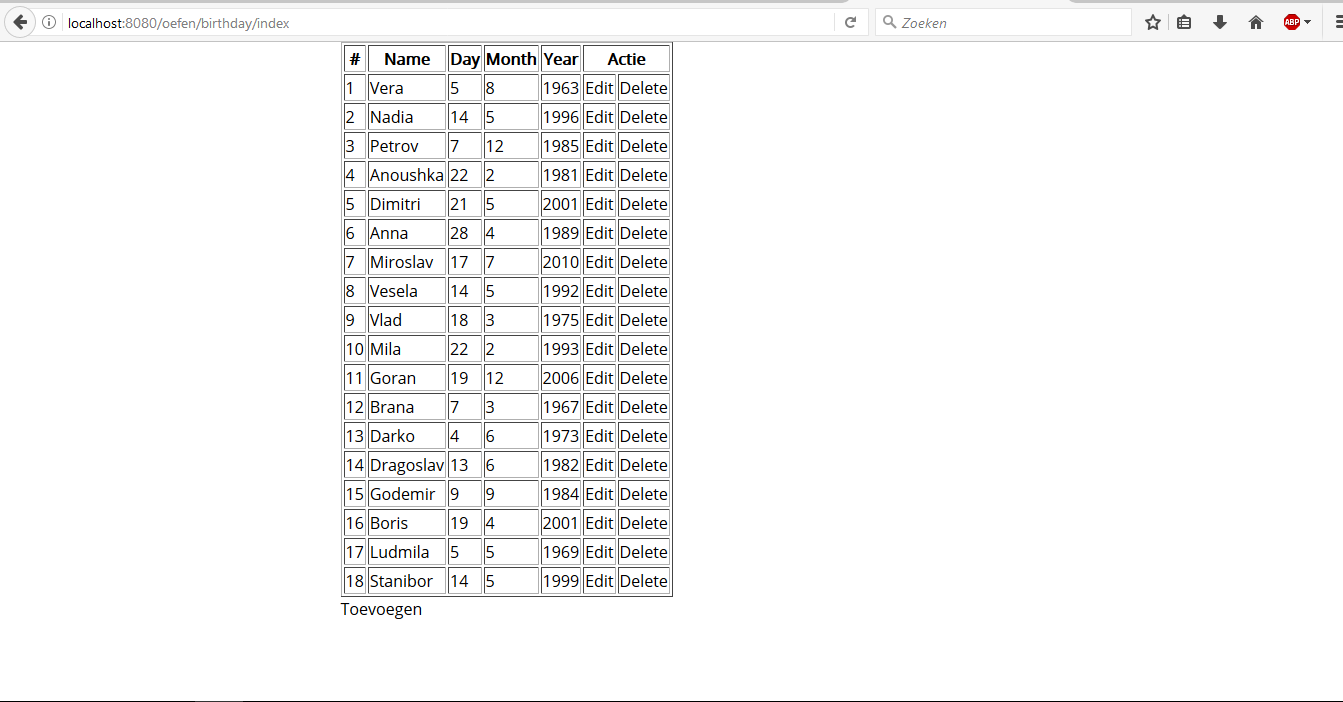 localhost:8080/oefen/birthday/index
Zoeken
ABP
# Name Day Month Year Actie
1 Vera 5 8 1963 Edit Delete
2 Nadia 14 5 1996 Edit Delete
3 Petrov 7 12 1985 Edit Delete
4 Anoushka 22 2 1981 Edit Delete
5 Dimitri 21 5 2001 Edit Delete
6 Anna 28 4 1989 Edit Delete
7 Miroslav 17 7 2010 Edit Delete
8 Vesela 14 5 1992 Edit Delete
9 Vlad 18 3 1975 Edit Delete
10 Mila 22 2 1993 Edit Delete
11 Goran 19 12 2006 Edit Delete
12 Brana 7 3 1967 Edit Delete
13 Darko 4 6 1973 Edit Delete
14 Dragoslav 13 6 1982 Edit Delete
15 Godemir 9 9 1984 Edit Delete
16 Boris 19 4 2001 Edit Delete
17 Ludmila 5 5 1969 Edit Delete
18 Stanibor 14 5 1999 Edit Delete
Toevoegen